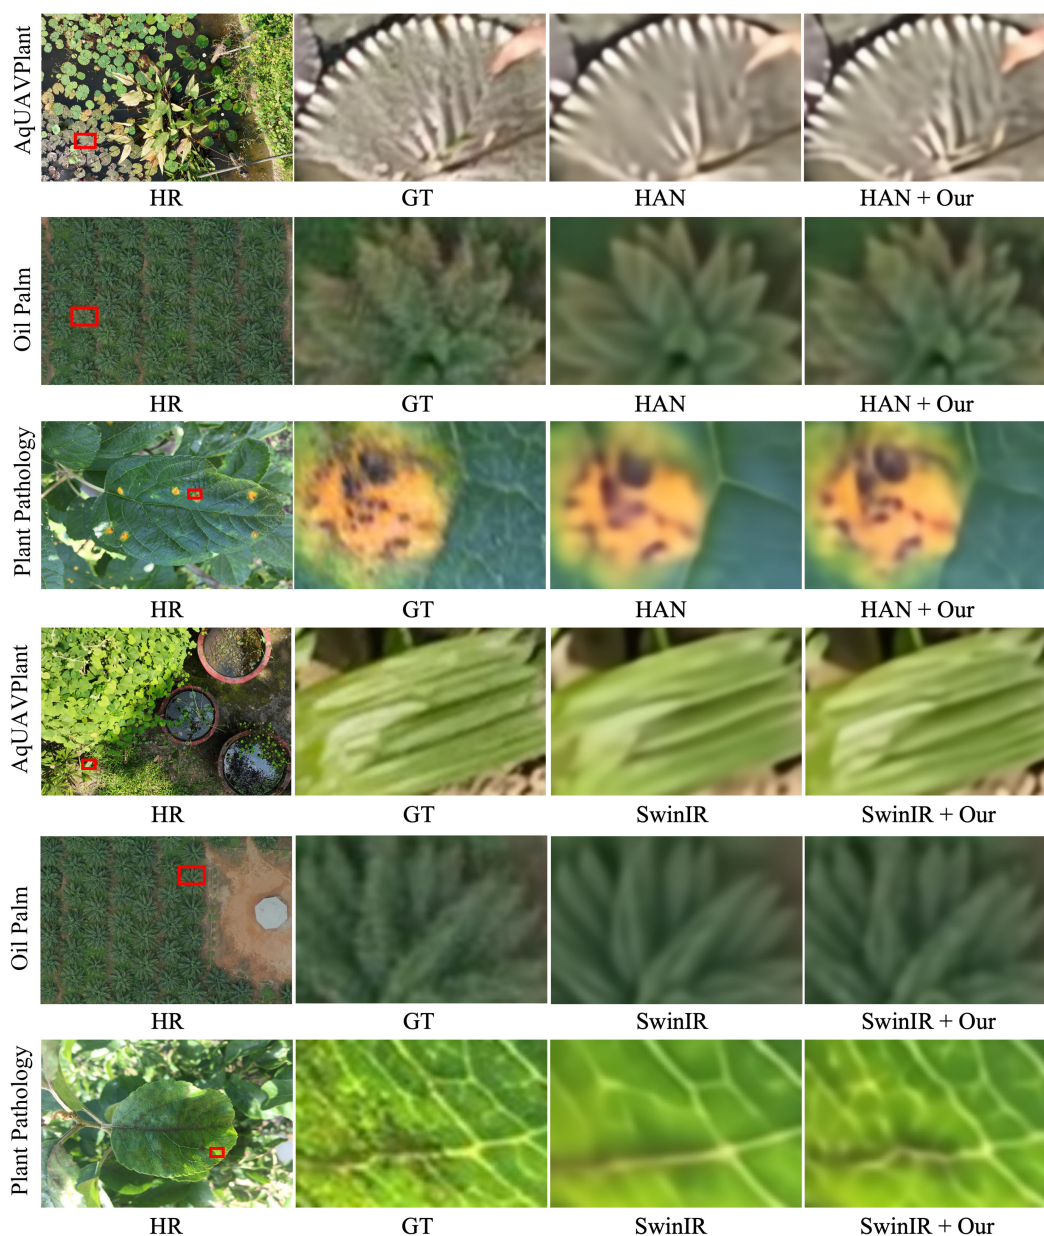 AqUAVPlant
HR GT HAN HAN + Our
Oil Palm
HR GT HAN HAN + Our
Plant Pathology
HR GT HAN HAN + Our
AqUAVPlant
HR GT SwinIR SwinIR + Our
Oil Palm
HR GT SwinIR SwinIR + Our
Plant Pathology
HR GT SwinIR SwinIR + Our